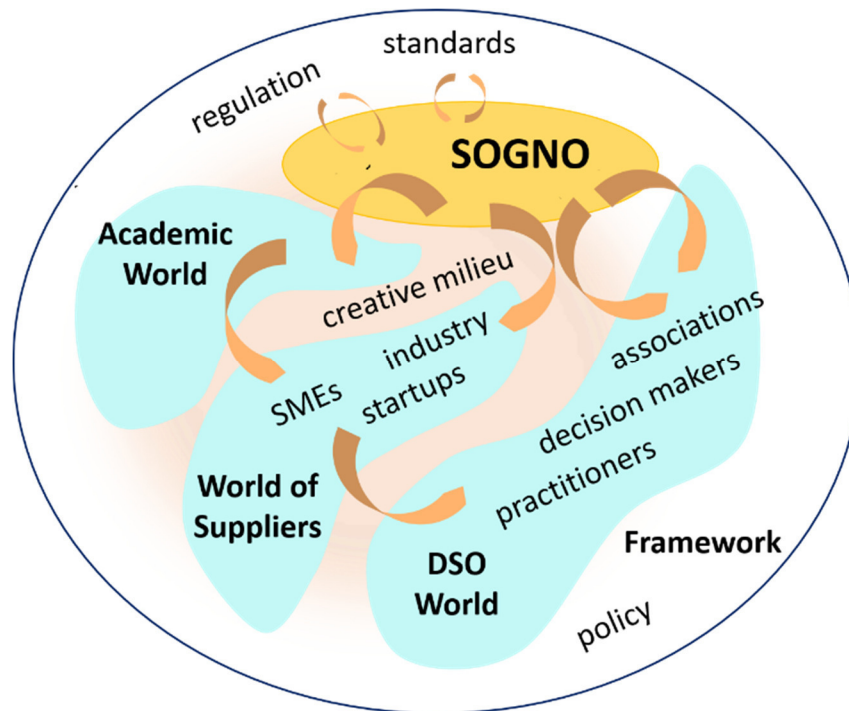 standards
regulation
SOGNO
Academic
World
creative milieu
industry
associations
SMEs
startups
decision makers
practitioners
World of
Suppliers
Framework
DSO
World
policy